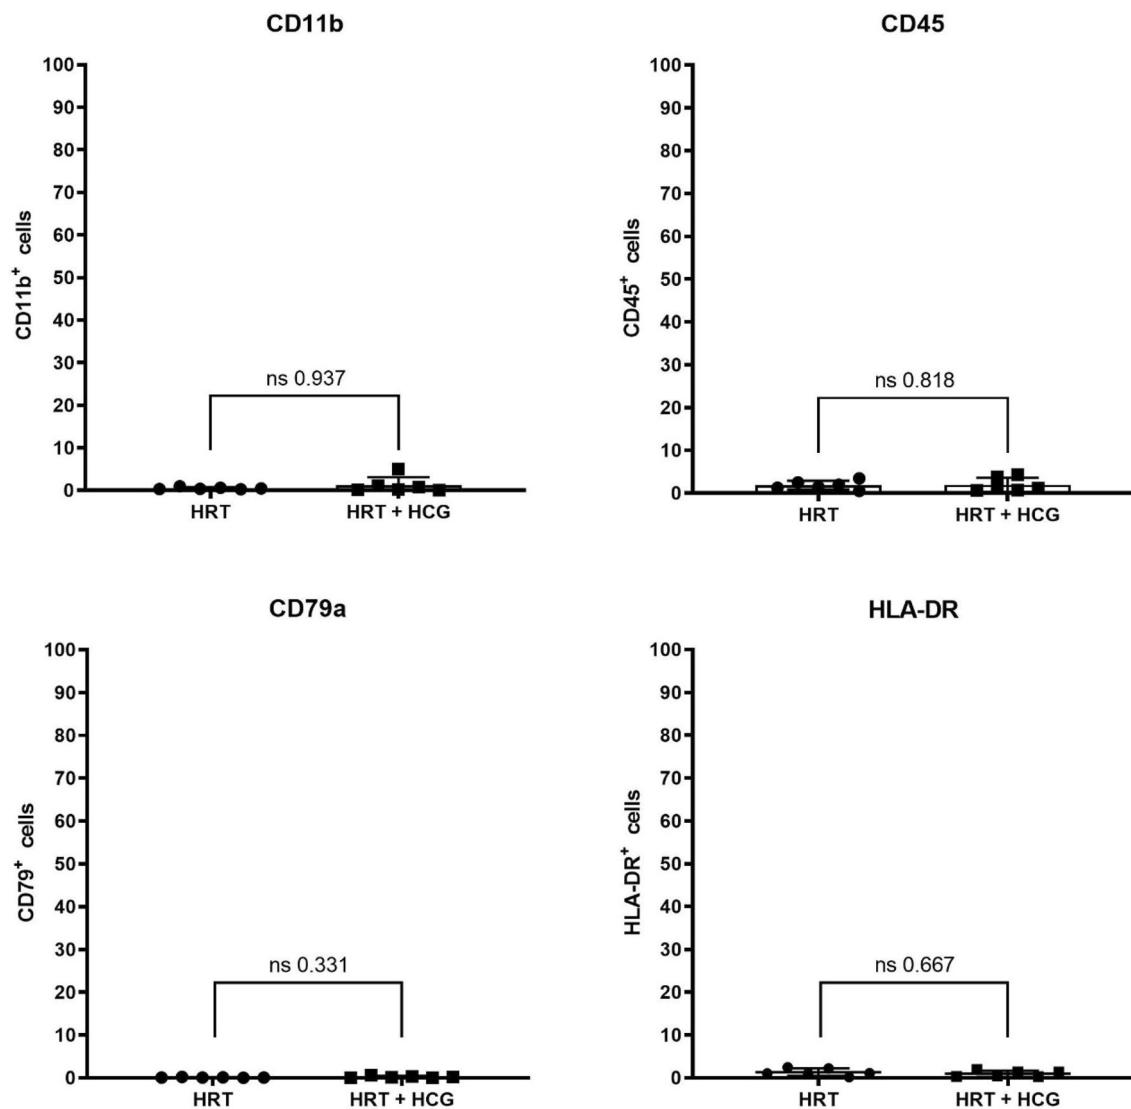 CD11b
CD11b+ cells
100
90
80
70
60
50
40
30
20
10
0
ns 0.937
HRT
HRT + HCG
CD45
CD45+ cells
100
90
80
70
60
50
40
30
20
10
0
ns 0.818
HRT
HRT + HCG
CD79a
CD79+ cells
100
90
80
70
60
50
40
30
20
10
0
ns 0.331
HRT
HRT + HCG
HLA-DR
HLA-DR+ cells
100
90
80
70
60
50
40
30
20
10
0
ns 0.667
HRT
HRT + HCG